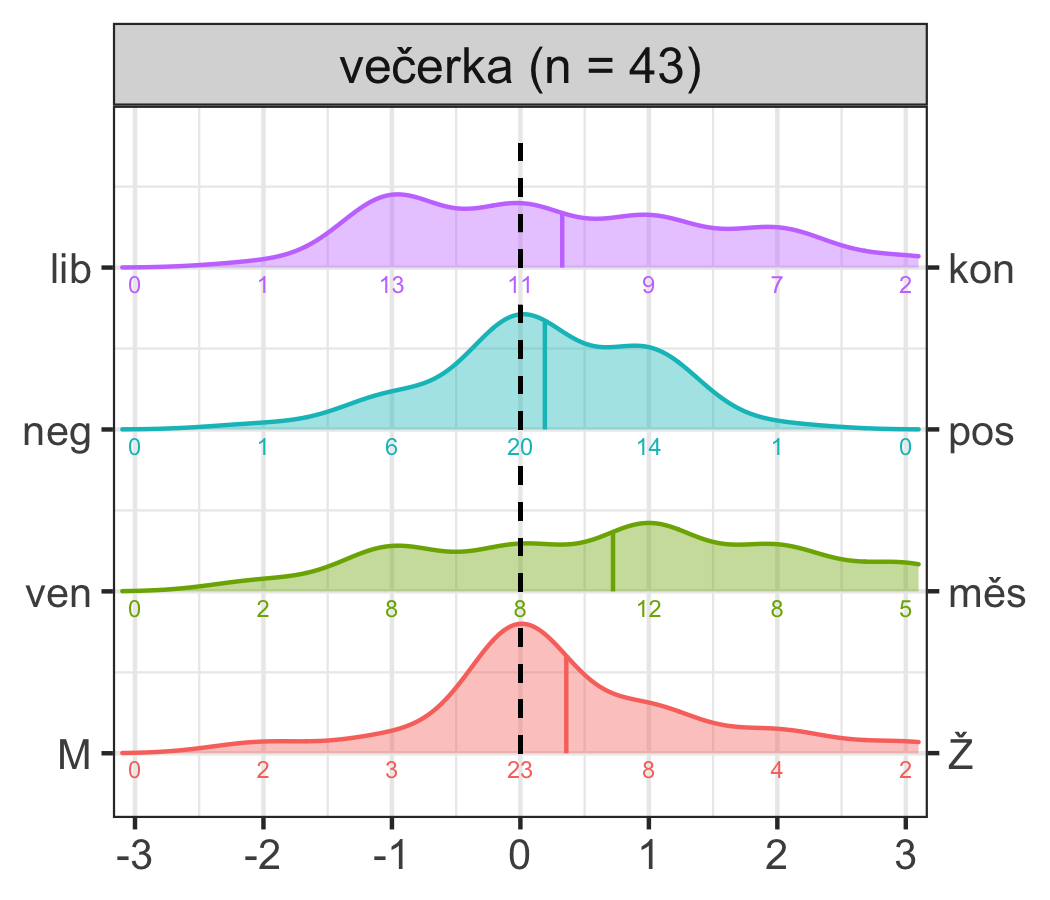 večerka (n = 43)
lib kon
0 1 13 11 9 7 2
neg pos
0 1 6 20 14 1 0
ven měs
0 2 8 8 12 8 5
M Ž
0 2 3 23 8 4 2
-3 -2 -1 0 1 2 3